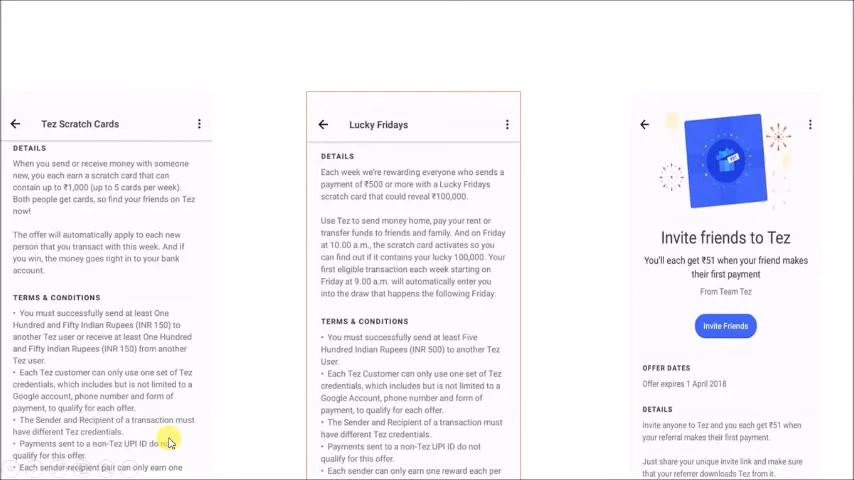 Tez Scratch Cards
DETAILS
When you send or receive money with someone
new, you each earn a scratch card that can
contain up to ₹1,000 (up to 5 cards per week).
Both people get cards, so find your friends on Tez
now!
The offer will automatically apply to each new
person that you transact with this week. And if
you win, the money goes right in to your bank
account.
TERMS & CONDITIONS
• You must successfully send at least One
Hundred and Fifty Indian Rupees (INR 150) to
another Tez user or receive at least One Hundred
and Fifty Indian Rupees (INR 150) from another
Tez user.
• Each Tez customer can only use one set of Tez
credentials, which includes but is not limited to a
Google account, phone number and form of
payment, to qualify for each offer.
• The Sender and Recipient of a transaction must
have different Tez credentials.
• Payments sent to a non-Tez UPI ID do not
qualify for this offer.
• Each sender-recipient pair can only earn one
Lucky Fridays
DETAILS
Each week we're rewarding everyone who sends a
payment of ₹500 or more with a Lucky Fridays
scratch card that could reveal ₹100,000.
Use Tez to send money home, pay your rent or
transfer funds to friends and family. And on Friday
at 10.00 a.m., the scratch card activates so you
can find out if it contains your lucky 100,000. Your
first eligible transaction each week starting on
Friday at 9.00 a.m. will automatically enter you
into the draw that happens the following Friday.
TERMS & CONDITIONS
• You must successfully send at least Five
Hundred Indian Rupees (INR 500) to another Tez
User.
• Each Tez Customer can only use one set of Tez
credentials, which includes but is not limited to a
Google account, phone number and form of
payment, to qualify for each offer.
• The Sender and Recipient of a transaction must
have different Tez credentials.
• Payments sent to a non-Tez UPI ID do not
qualify for this offer.
• Each sender can only earn one reward each per
Invite friends to Tez
You'll each get ₹51 when your friend makes
their first payment
From Team Tez
Invite Friends
OFFER DATES
Offer expires 1 April 2018
DETAILS
Invite anyone to Tez and you each get ₹51 when
your referral makes their first payment.
Just share your unique invite link and make sure
that your referrer downloads Tez from it.